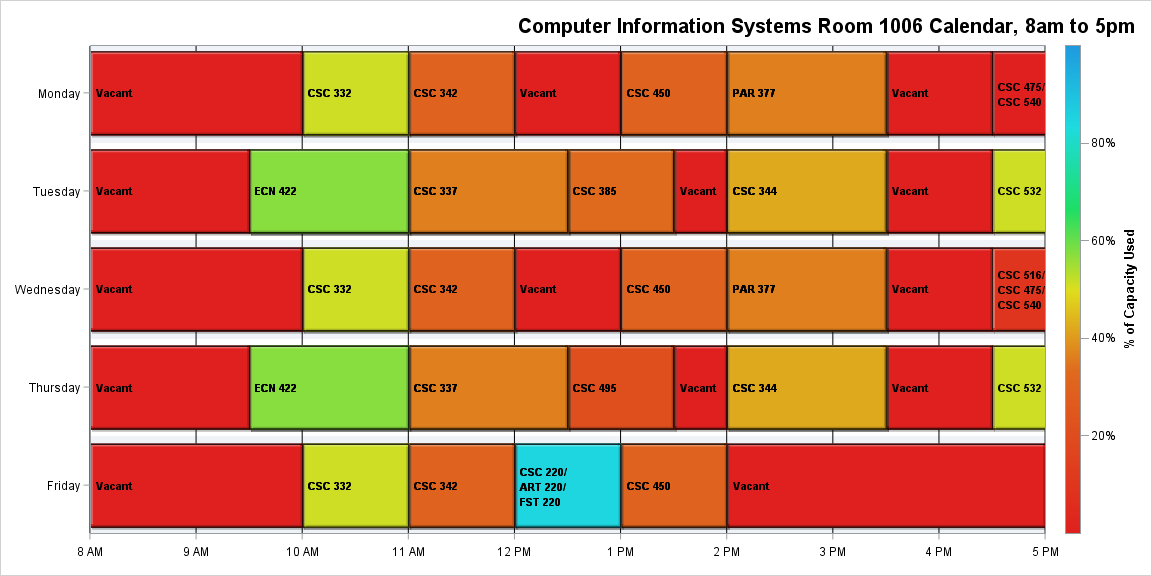 Computer Information Systems Room 1006 Calendar, 8am to 5pm
Monday
Vacant
CSC 332
CSC 342
Vacant
CSC 450
PAR 377
Vacant
CSC 475/
CSC 540
Tuesday
Vacant
ECN 422
CSC 337
CSC 385
Vacant
CSC 344
Vacant
CSC 532
Wednesday
Vacant
CSC 332
CSC 342
Vacant
CSC 450
PAR 377
Vacant
CSC 516/
CSC 475/
CSC 540
Thursday
Vacant
ECN 422
CSC 337
CSC 495
Vacant
CSC 344
Vacant
CSC 532
Friday
Vacant
CSC 332
CSC 342
CSC 220/
ART 220/
FST 220
CSC 450
Vacant
8 AM
9 AM
10 AM
11 AM
12 PM
1 PM
2 PM
3 PM
4 PM
5 PM
80%
60%
40%
20%
% of Capacity Used